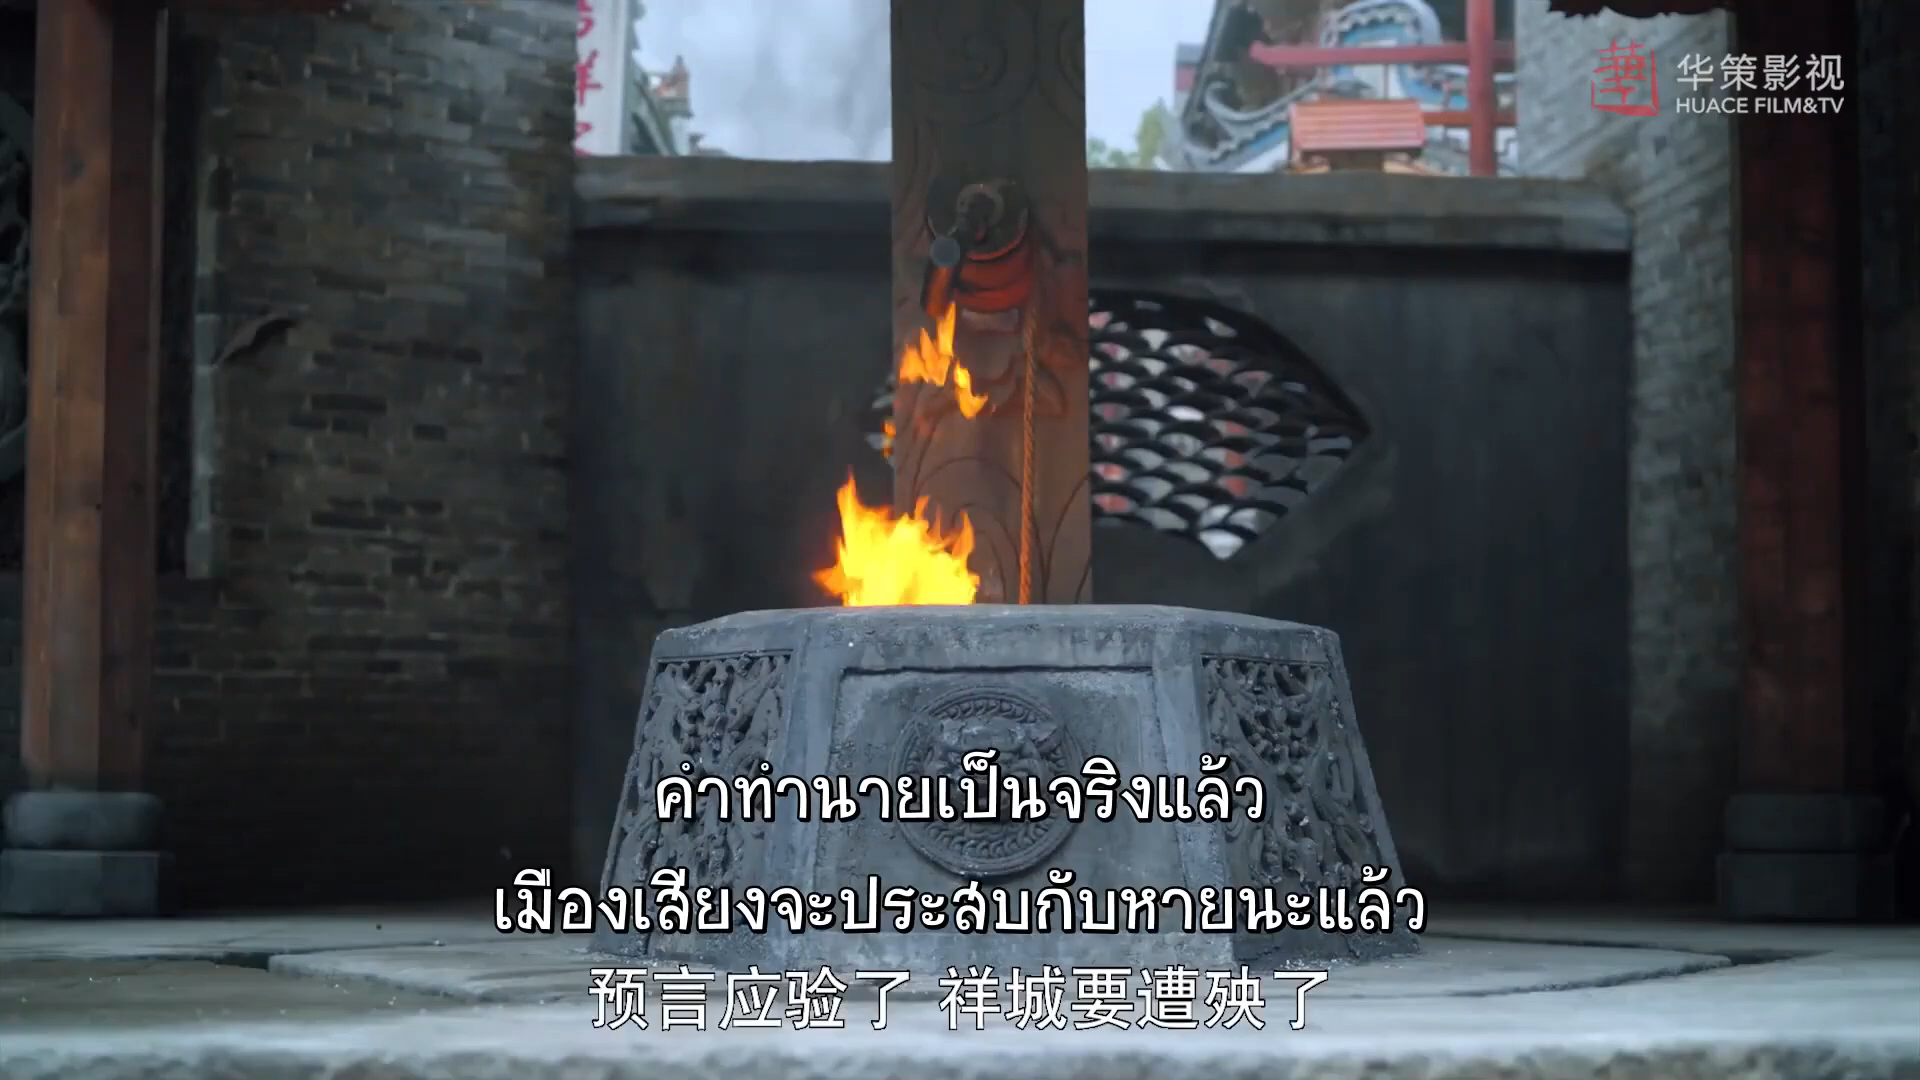 华策影视
HUACE FILM&TV
คำทำนายเป็นจริงแล้ว
เมืองเสียงจะประสบกับหายนะแล้ว
预言应验了 祥城要遭殃了